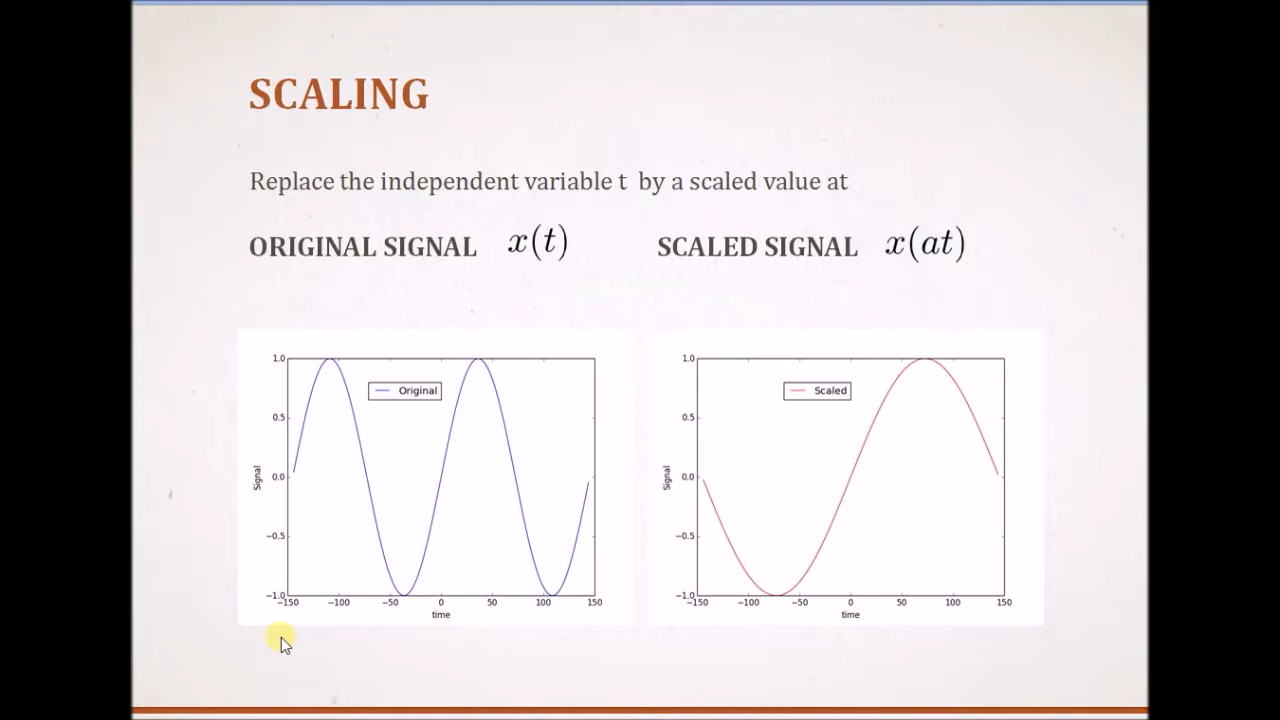 SCALING
Replace the independent variable t by a scaled value at
ORIGINAL SIGNAL x(t) SCALED SIGNAL x(at)
1.0
0.5
0.0
−0.5
−1.0
Signal
Original
−150 −100 −50 0 50 100 150
time
1.0
0.5
0.0
−0.5
−1.0
Signal
Scaled
−150 −100 −50 0 50 100 150
time